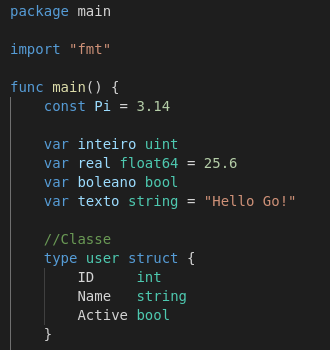 package main
import "fmt"
func main() {
const Pi = 3.14
var inteiro uint
var real float64 = 25.6
var boleano bool
var texto string = "Hello Go!"
//Classe
type user struct {
ID     int
Name   string
Active bool
}